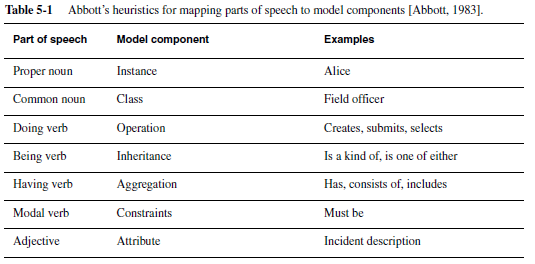 Table 5-1 Abbott's heuristics for mapping parts of speech to model components [Abbott, 1983].
Part of speech Model component Examples
Proper noun Instance Alice
Common noun Class Field officer
Doing verb Operation Creates, submits, selects
Being verb Inheritance Is a kind of, is one of either
Having verb Aggregation Has, consists of, includes
Modal verb Constraints Must be
Adjective Attribute Incident description